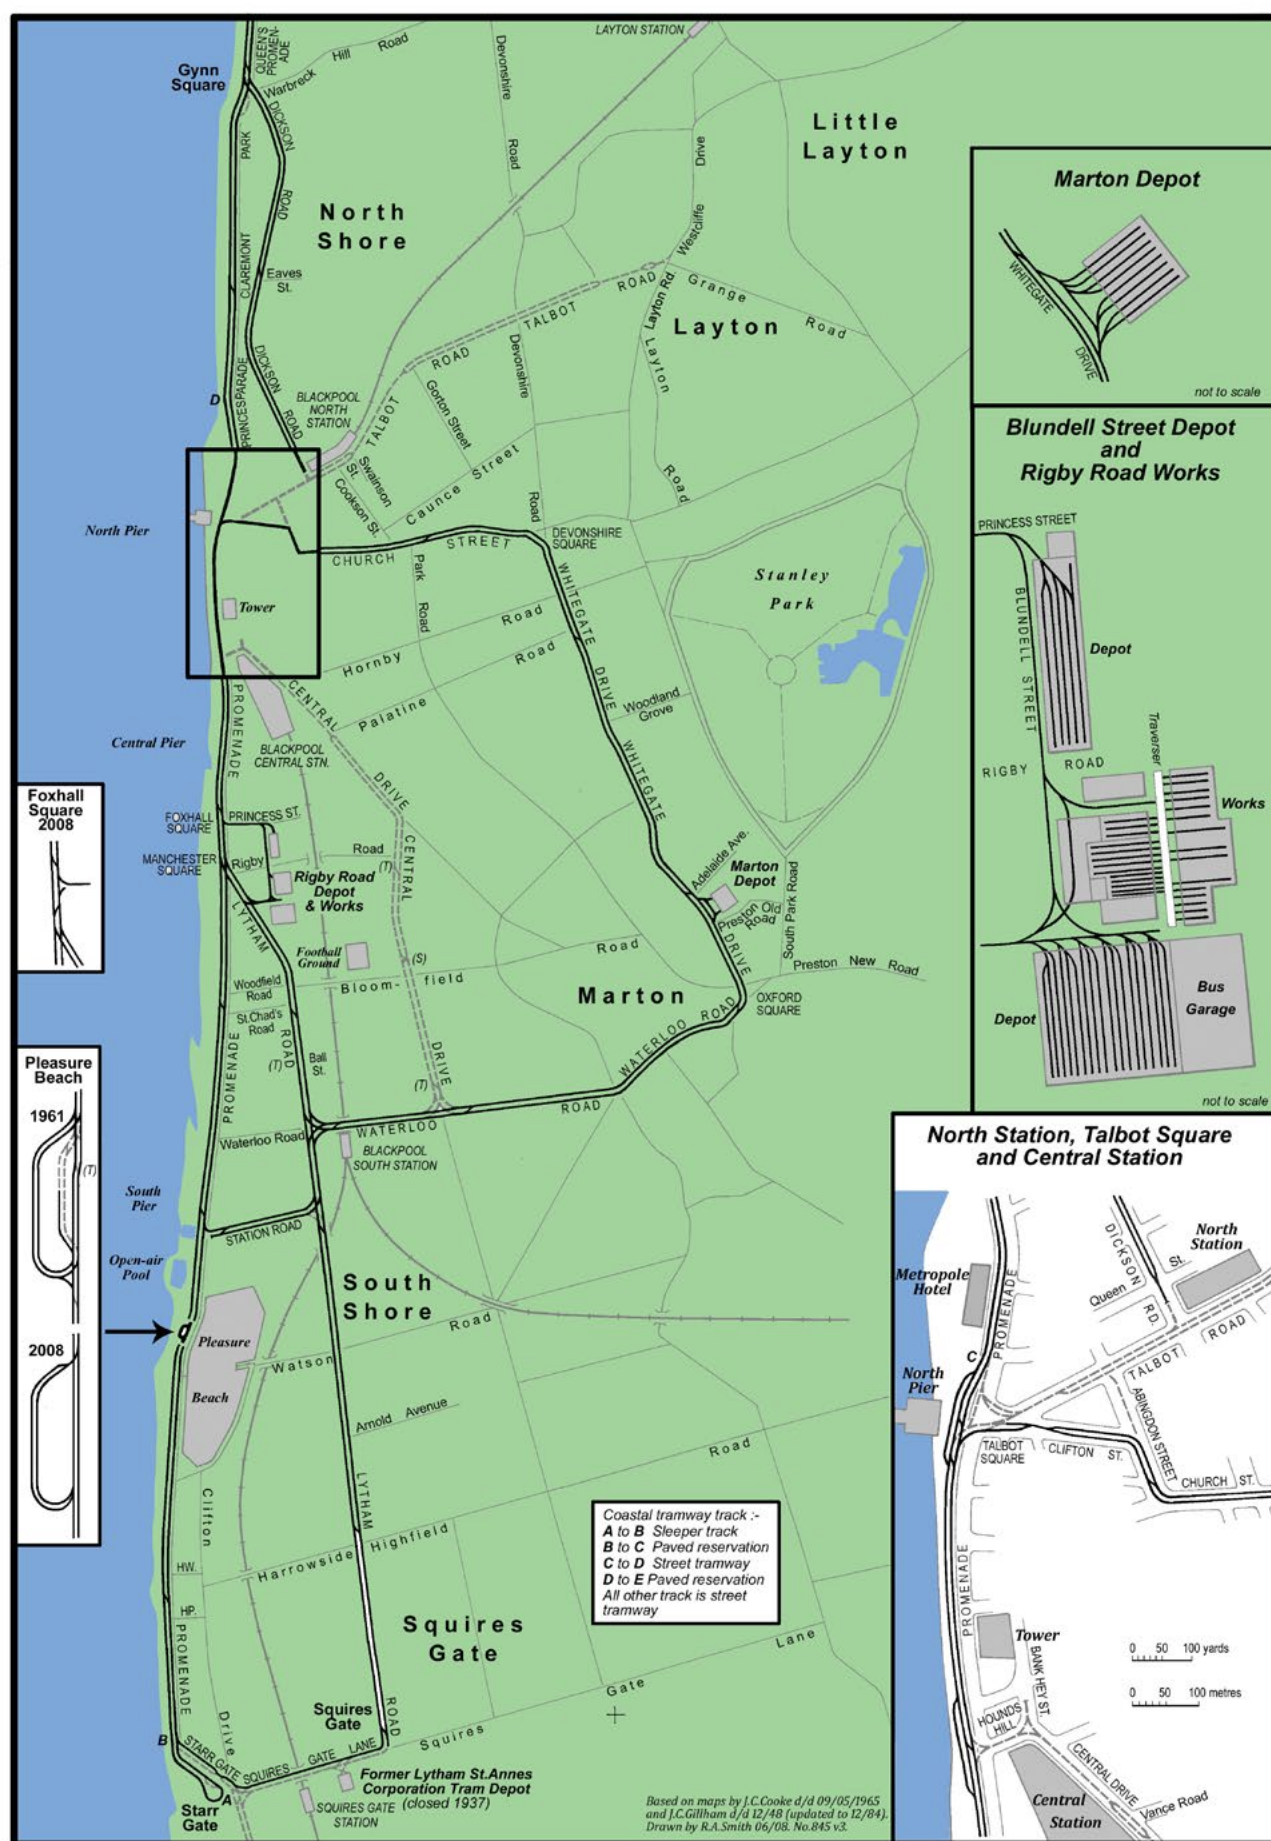 LAYTON STATION
QUEEN'S
PROMEN-
ADE
Gynn
Square
Warbreck Hill Road
Devonshire
Road
DICKSON
ROAD
PARK
CLAREMONT
Little
Layton
North
Shore
Westcliffe
Drive
Eaves
St.
TALBOT
ROAD
Grange
Road
Layton Rd.
Layton
Layton
Road
PRINCES PARADE
DICKSON
ROAD
D
BLACKPOOL
NORTH
STATION
TALBOT
ROAD
Gorton Street
Devonshire
Road
Swainson
St.
Cookson St.
Caunce Street
North Pier
CHURCH
STREET
DEVONSHIRE
SQUARE
Park
Road
Stanley
Park
Tower
WHITEGATE
DRIVE
Hornby
Road
Palatine
Road
Woodland
Grove
CENTRAL
DRIVE
PROMENADE
Central Pier
BLACKPOOL
CENTRAL STN.
WHITEGATE
Foxhall
Square
2008
FOXHALL
SQUARE
PRINCESS ST.
MANCHESTER
SQUARE
Rigby
Road
(T)
CENTRAL
Adelaide Ave.
Marton
Depot
Rigby Road
Depot
& Works
Preston Old
Road
South Park Road
LYTHAM
Football
Ground
(S)
Road
DRIVE
Preston New Road
Woodfield
Road
Bloom-
field
Marton
OXFORD
SQUARE
St.Chad's
Road
ROAD
WATERLOO ROAD
Pleasure
Beach
1961
(T)
2008
PROMENADE
(T)
Ball
St.
(T)
DRIVE
ROAD
Waterloo Road
WATERLOO
BLACKPOOL
SOUTH STATION
South
Pier
STATION ROAD
Open-air
Pool
South
Shore
Pleasure
Beach
Watson
Road
Arnold Avenue
Road
LYTHAM
Clifton
Harrowside
Highfield
HW.
HP.
PROMENADE
Squires
Gate
Drive
Squires
Gate
ROAD
Squires
Gate
Lane
B
STARR GATE
SQUIRES GATE LANE
A
Starr
Gate
SQUIRES GATE
STATION
Former Lytham St.Annes
Corporation Tram Depot
(closed 1937)
Coastal tramway track :-
A to B Sleeper track
B to C Paved reservation
C to D Street tramway
D to E Paved reservation
All other track is street
tramway
Based on maps by J.C.Cooke d/d 09/05/1965
and J.C.Gillham d/d 12/48 (updated to 12/84).
Drawn by R.A.Smith 06/08. No.845 v3.
Marton Depot
WHITEGATE
DRIVE
not to scale
Blundell Street Depot
and
Rigby Road Works
PRINCESS STREET
BLUNDELL STREET
Depot
Traverser
RIGBY
ROAD
Works
Depot
Bus
Garage
not to scale
North Station, Talbot Square
and Central Station
DICKSON
RD.
North
Station
Queen
St.
Metropole
Hotel
PROMENADE
C
TALBOT
ROAD
North
Pier
ABINGDON STREET
TALBOT
SQUARE
CLIFTON
ST.
CHURCH ST.
PROMENADE
Tower
BANK HEY ST.
0 50 100 yards
0 50 100 metres
HOUNDS
HILL
CENTRAL DRIVE
Central
Station
Vance Road